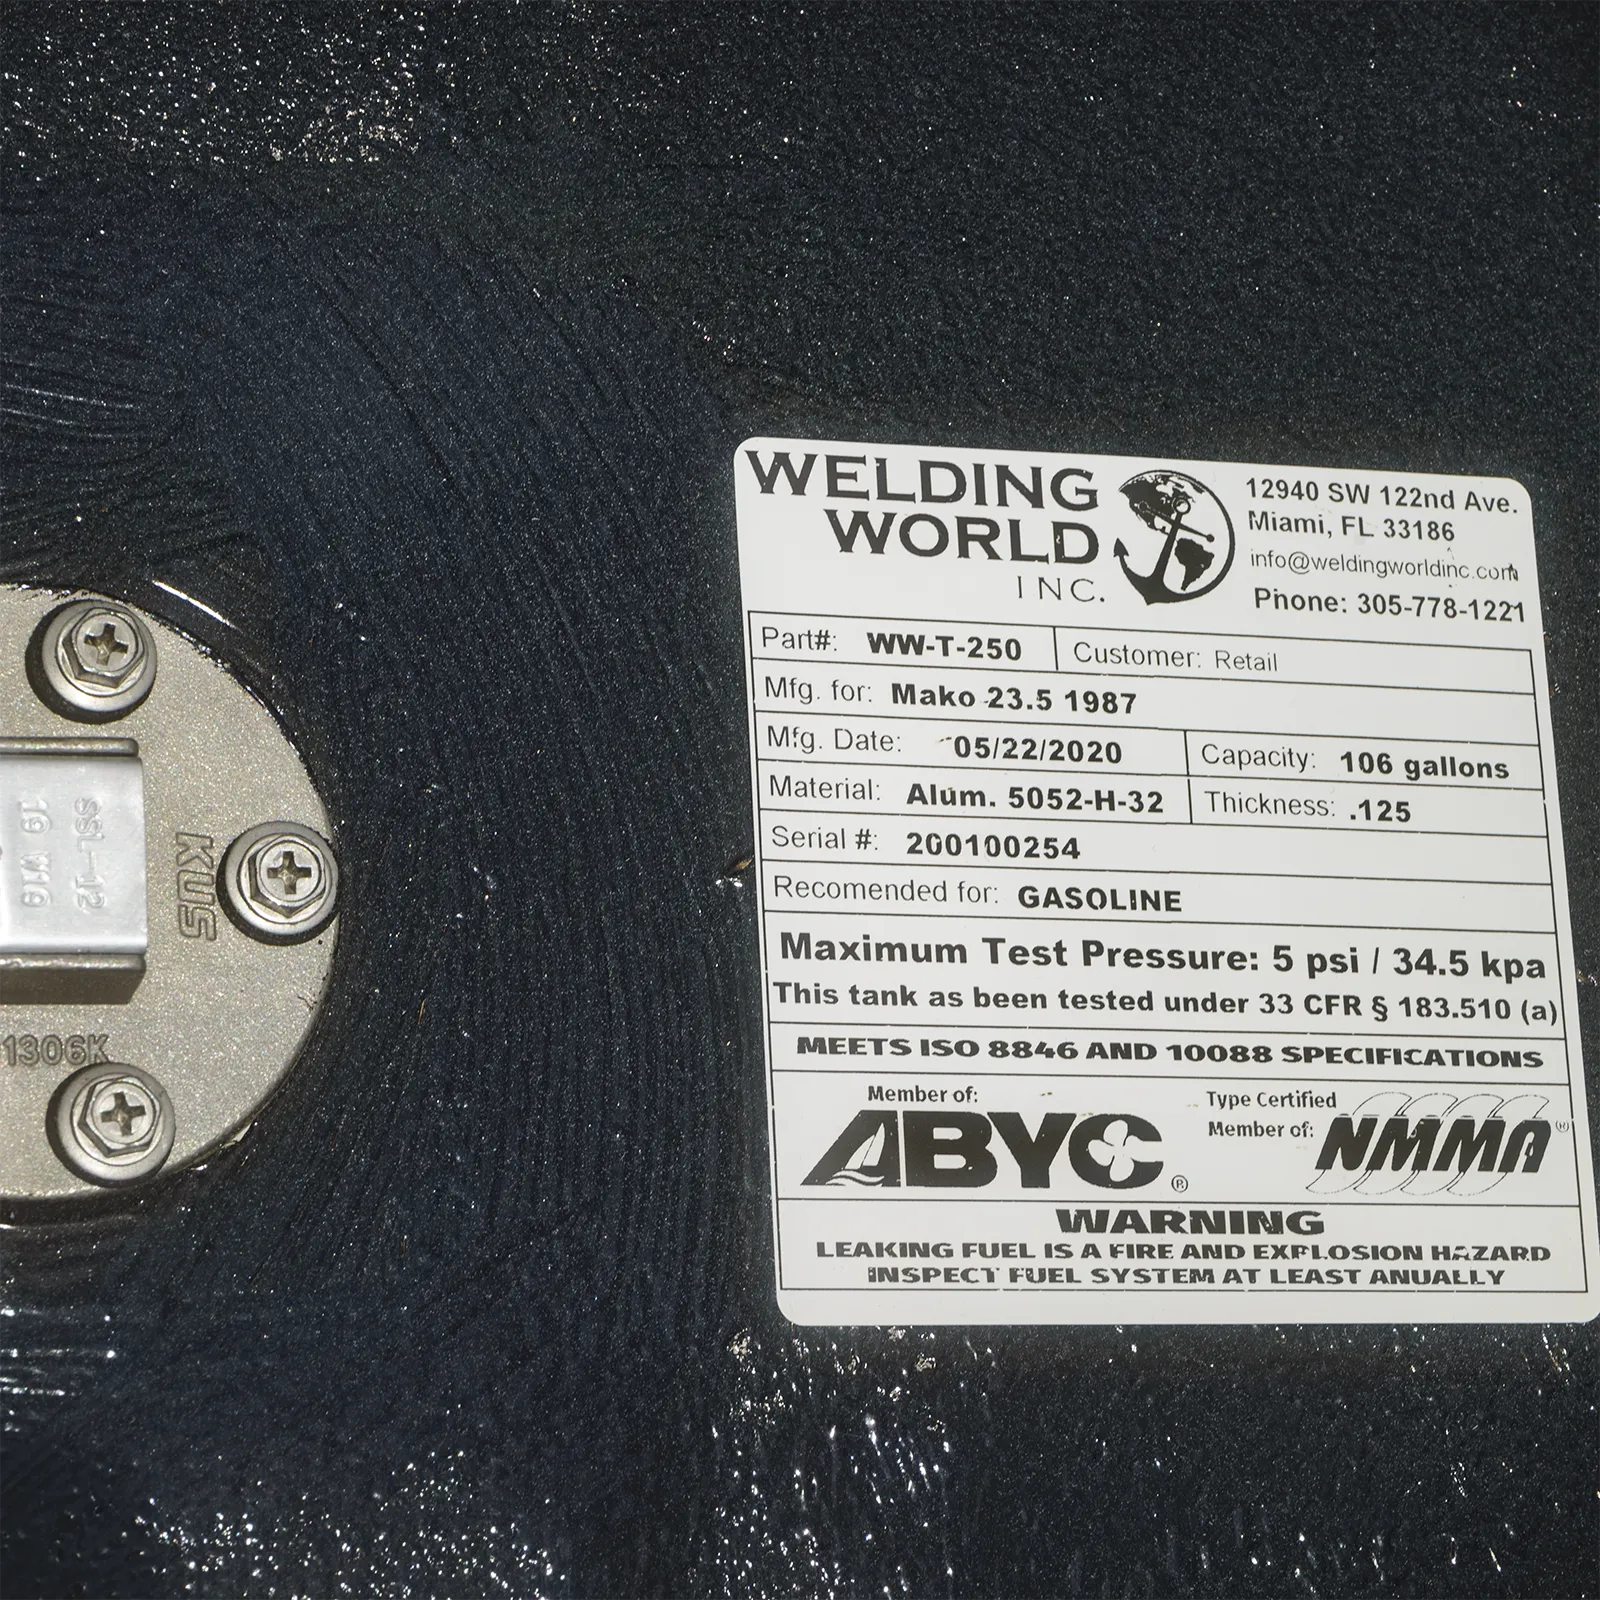 WELDING
WORLD
INC.
12940 SW 122nd Ave.
Miami, FL 33186
info@weldingworldinc.com
Phone: 305-778-1221
Part#: WW-T-250 Customer: Retail
Mfg. for: Mako 23.5 1987
Mfg. Date: 05/22/2020 Capacity: 106 gallons
Material: Alum. 5052-H-32 Thickness: .125
Serial #: 200100254
Recomended for: GASOLINE
Maximum Test Pressure: 5 psi / 34.5 kpa
This tank as been tested under 33 CFR § 183.510 (a)
MEETS ISO 8846 AND 10088 SPECIFICATIONS
Member of:
ABYC®
Type Certified
Member of: NMMA®
WARNING
LEAKING FUEL IS A FIRE AND EXPLOSION HAZARD
INSPECT FUEL SYSTEM AT LEAST ANUALLY
KUS
SSL-12
1306K